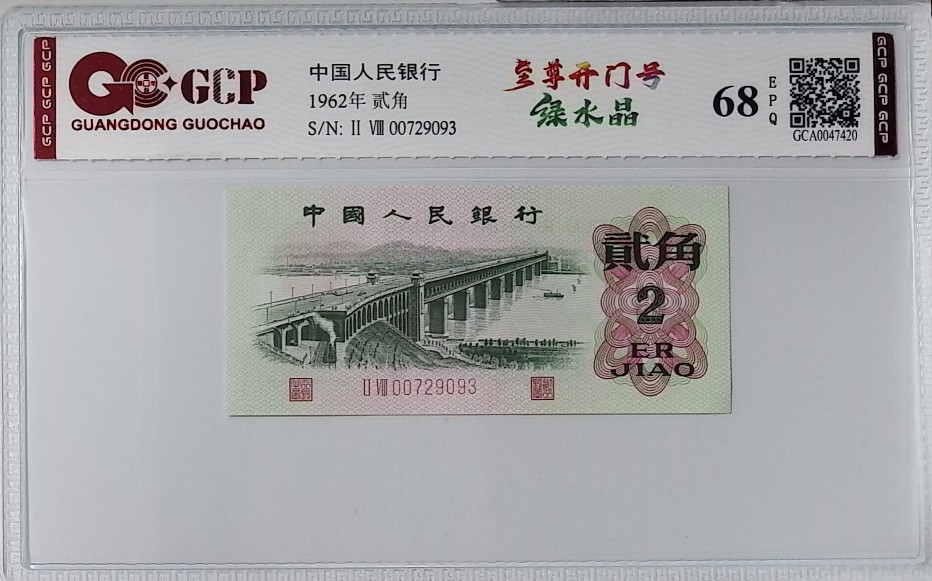 GCP GCP GCP
GCP
GUANGDONG GUOCHAO
中国人民银行
1962年 贰角
S/N: II Ⅷ 00729093
至尊开门号
绿水晶
68
EPQ
GCA0047420
GCP GCP GCP
中國人民銀行
貳角
2
ER
JIAO
II Ⅷ 00729093